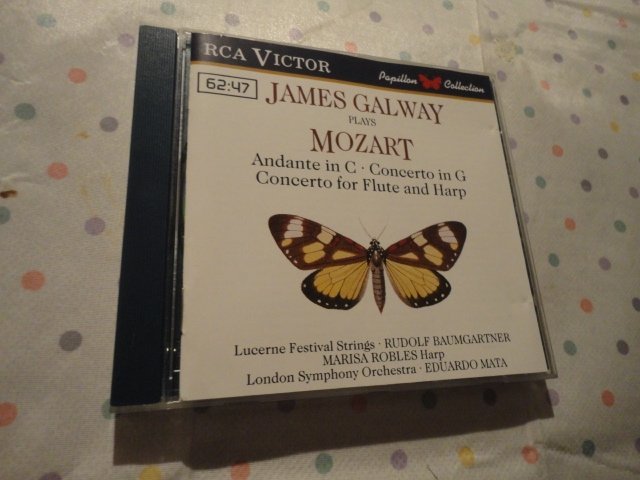 RCA VICTOR
Papillon Collection
62:47
JAMES GALWAY
PLAYS
MOZART
Andante in C · Concerto in G
Concerto for Flute and Harp
Lucerne Festival Strings · RUDOLF BAUMGARTNER
MARISA ROBLES Harp
London Symphony Orchestra · EDUARDO MATA